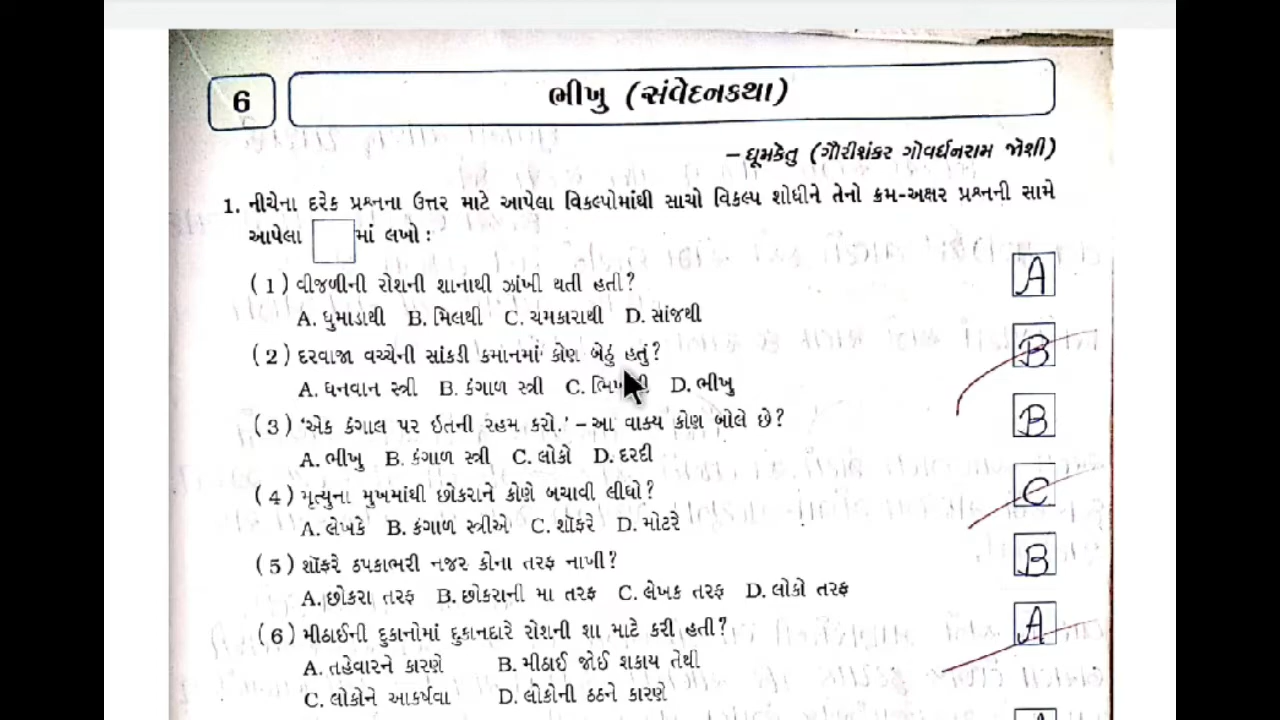 6
ભીખુ (સંવેદનકથા)
– ધૂમકેતુ (ગૌરીશંકર ગોવર્ધનરામ જોશી)
1. નીચેના દરેક પ્રશ્નના ઉત્તર માટે આપેલા વિકલ્પોમાંથી સાચો વિકલ્પ શોધીને તેનો ક્રમ-અક્ષર પ્રશ્નની સામે
આપેલા માં લખો :
(1) વીજળીની રોશની શાનાથી ઝાંખી થતી હતી? A
A. ધુમાડાથી B. મિલથી C. ચમકારાથી D. સાંજથી
(2) દરવાજા વચ્ચેની સાંકડી કમાનમાં કોણ બેઠું હતું? B
A. ધનવાન સ્ત્રી B. કંગાળ સ્ત્રી C. D. ભીખુ
(3) ‘એક કંગાલ પર ઇતની રહમ કરો.’ – આ વાક્ય કોણ બોલે છે? B
A. ભીખુ B. કંગાળ સ્ત્રી C. લોકો D. દરદી
(4) મૃત્યુના મુખમાંથી છોકરાને કોણે બચાવી લીધો? C
A. લેખકે B. કંગાળ સ્ત્રીએ C. શૉફરે D. મોટરે
(5) શૉફરે ઠપકાભરી નજર કોના તરફ નાખી? B
A. છોકરા તરફ B. છોકરાની મા તરફ C. લેખક તરફ D. લોકો તરફ
(6) મીઠાઈની દુકાનોમાં દુકાનદારે રોશની શા માટે કરી હતી? A
A. તહેવારને કારણે B. મીઠાઈ જોઈ શકાય તેથી
C. લોકોને આકર્ષવા D. લોકોની ઠઠને કારણે